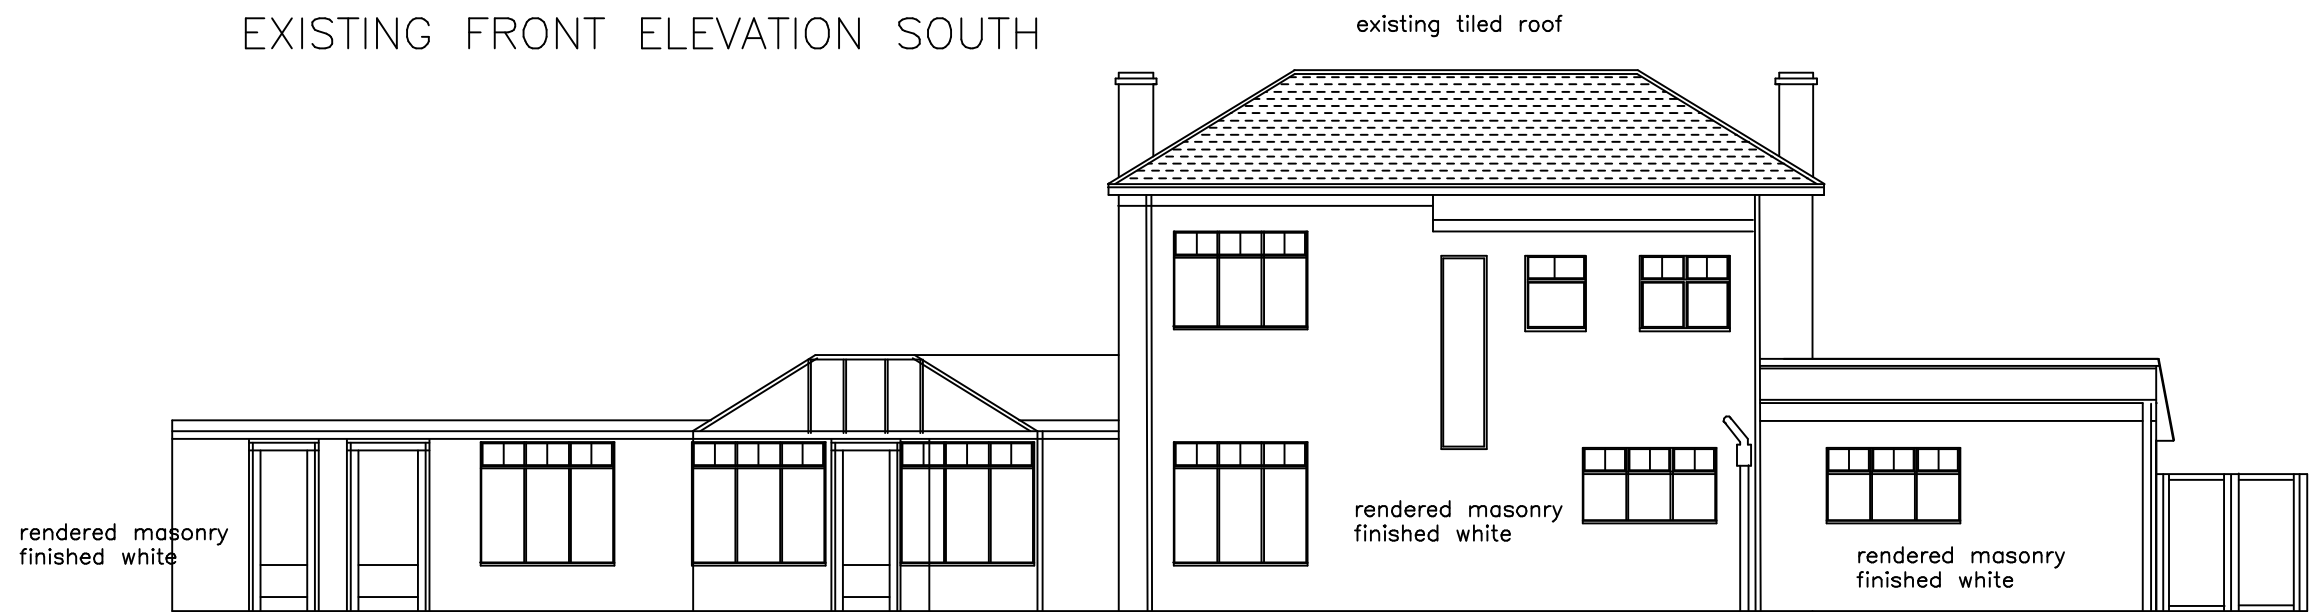 EXISTING FRONT ELEVATION SOUTH
existing tiled roof
rendered masonry
finished white
rendered masonry
finished white
rendered masonry
finished white